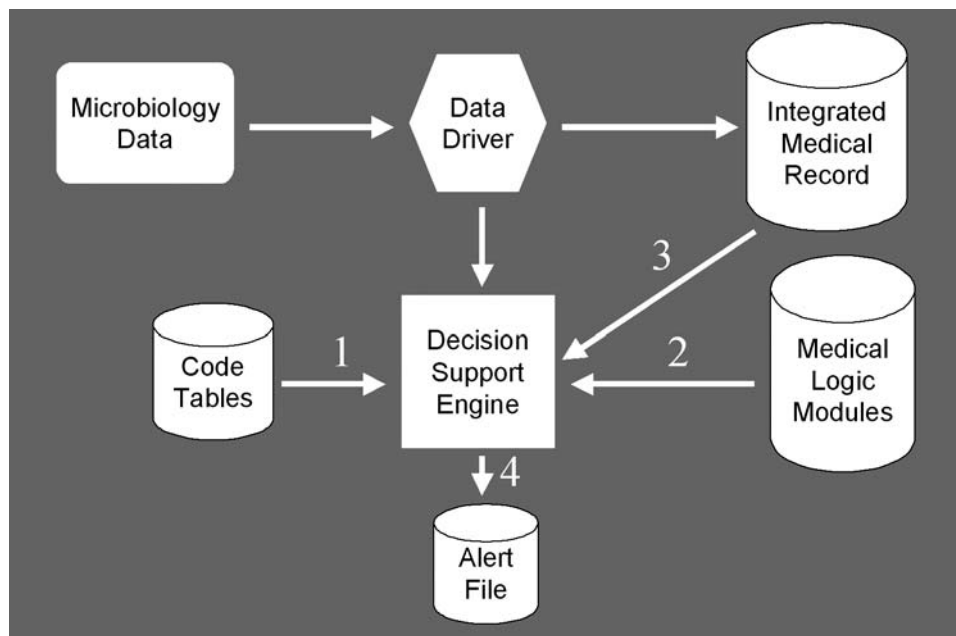 Microbiology
Data
Data
Driver
Integrated
Medical
Record
3
Code
Tables
1
Decision
Support
Engine
2
Medical
Logic
Modules
4
Alert
File